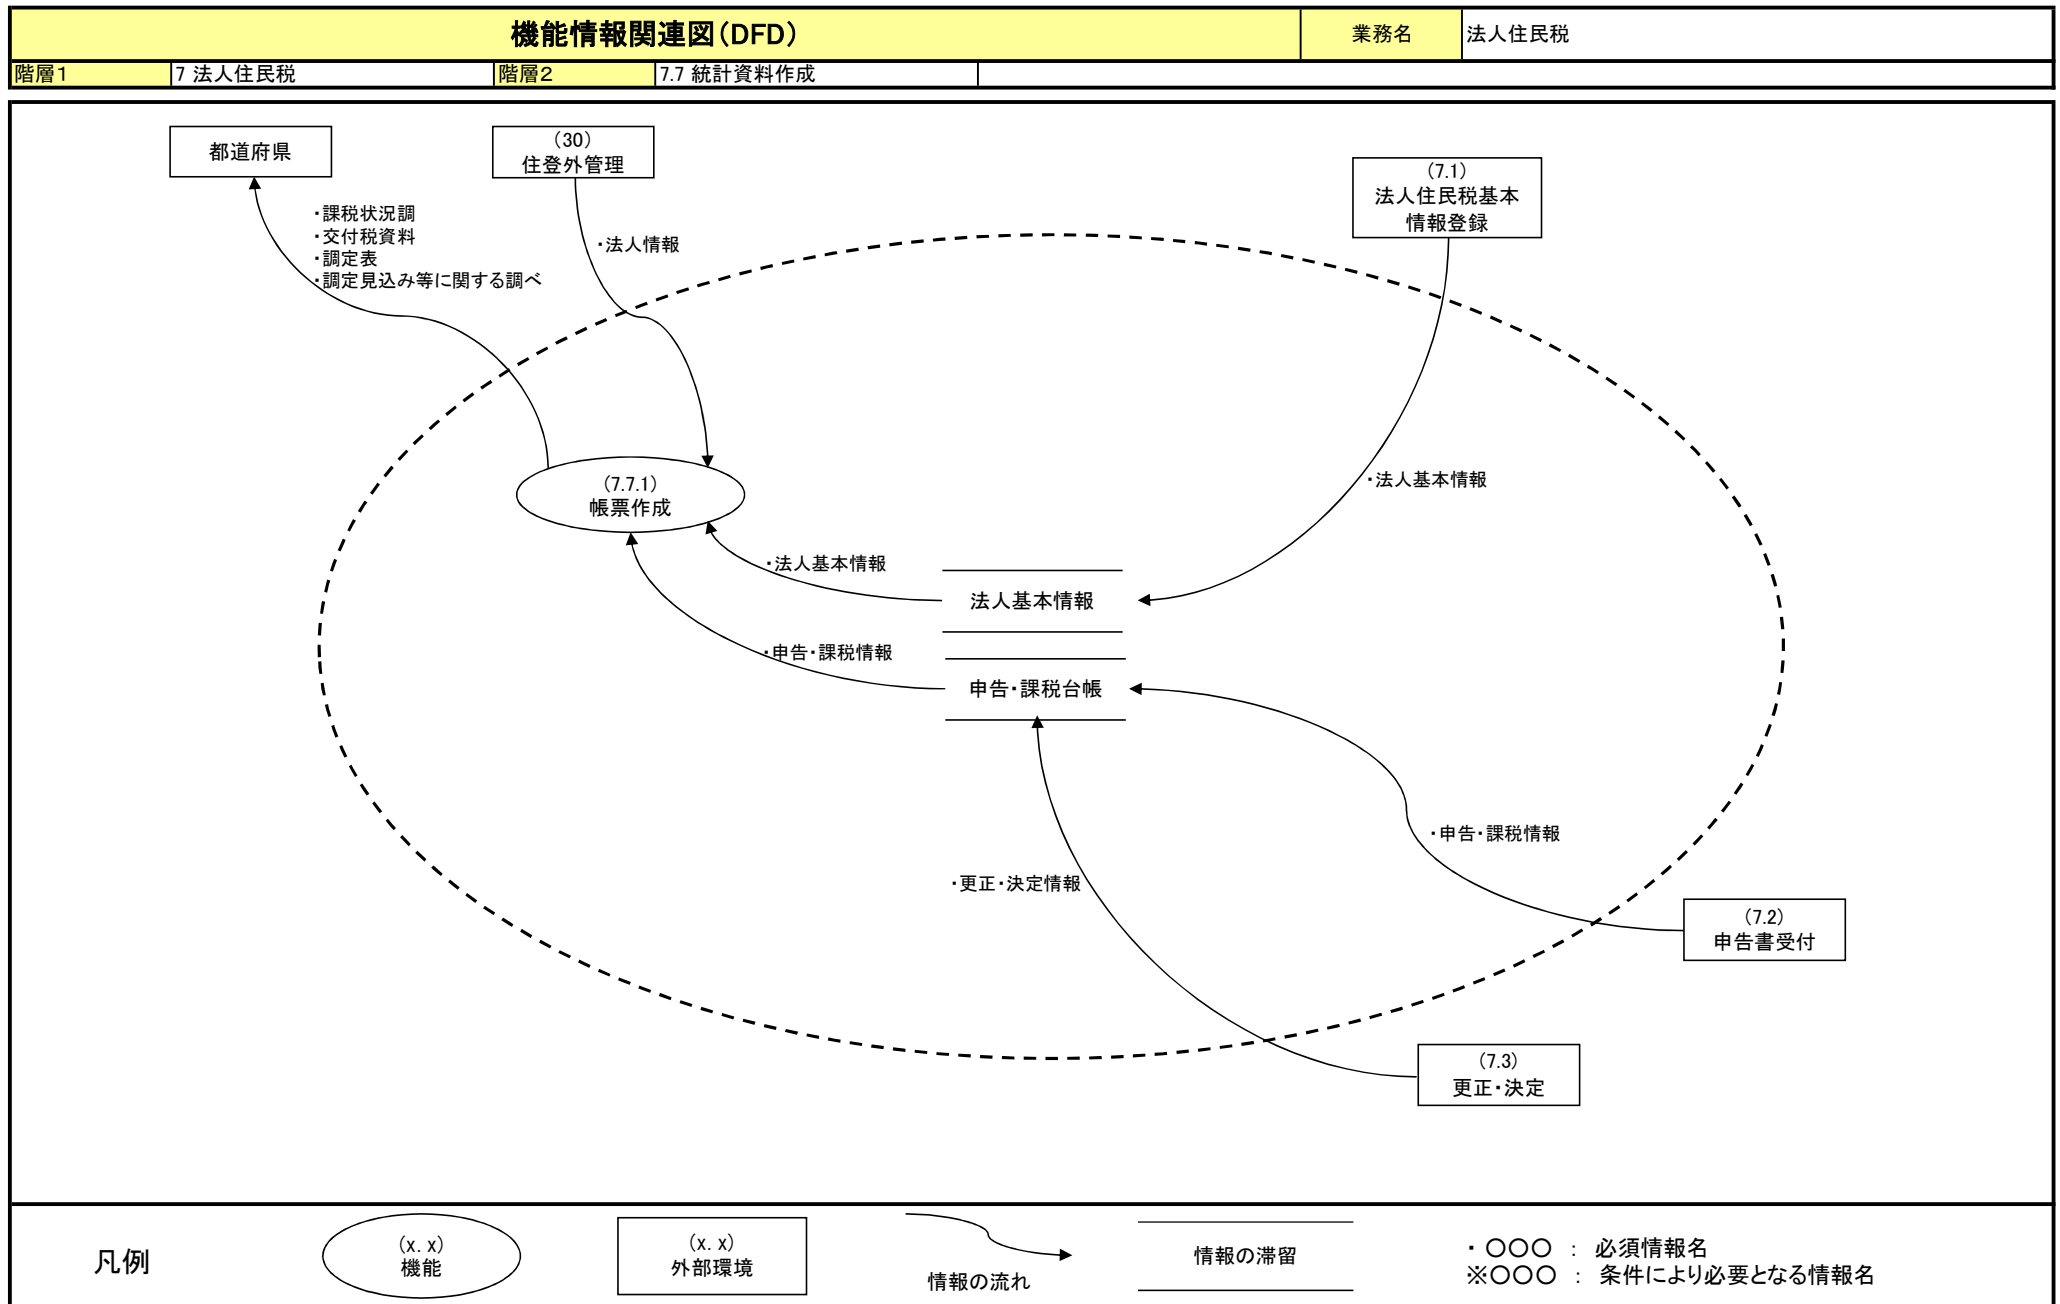 機能情報関連図(DFD)
業務名
法人住民税
階層1
7 法人住民税
階層2
7.7 統計資料作成
都道府県
(30)
住登外管理
(7.1)
法人住民税基本
情報登録
・課税状況調
・交付税資料
・調定表
・調定見込み等に関する調べ
・法人情報
(7.7.1)
帳票作成
・法人基本情報
・法人基本情報
法人基本情報
・申告・課税情報
申告・課税台帳
・申告・課税情報
・更正・決定情報
(7.2)
申告書受付
(7.3)
更正・決定
凡例
(x. x)
機能
(x. x)
外部環境
情報の流れ
情報の滞留
・ 〇〇〇 : 必須情報名
※〇〇〇 : 条件により必要となる情報名